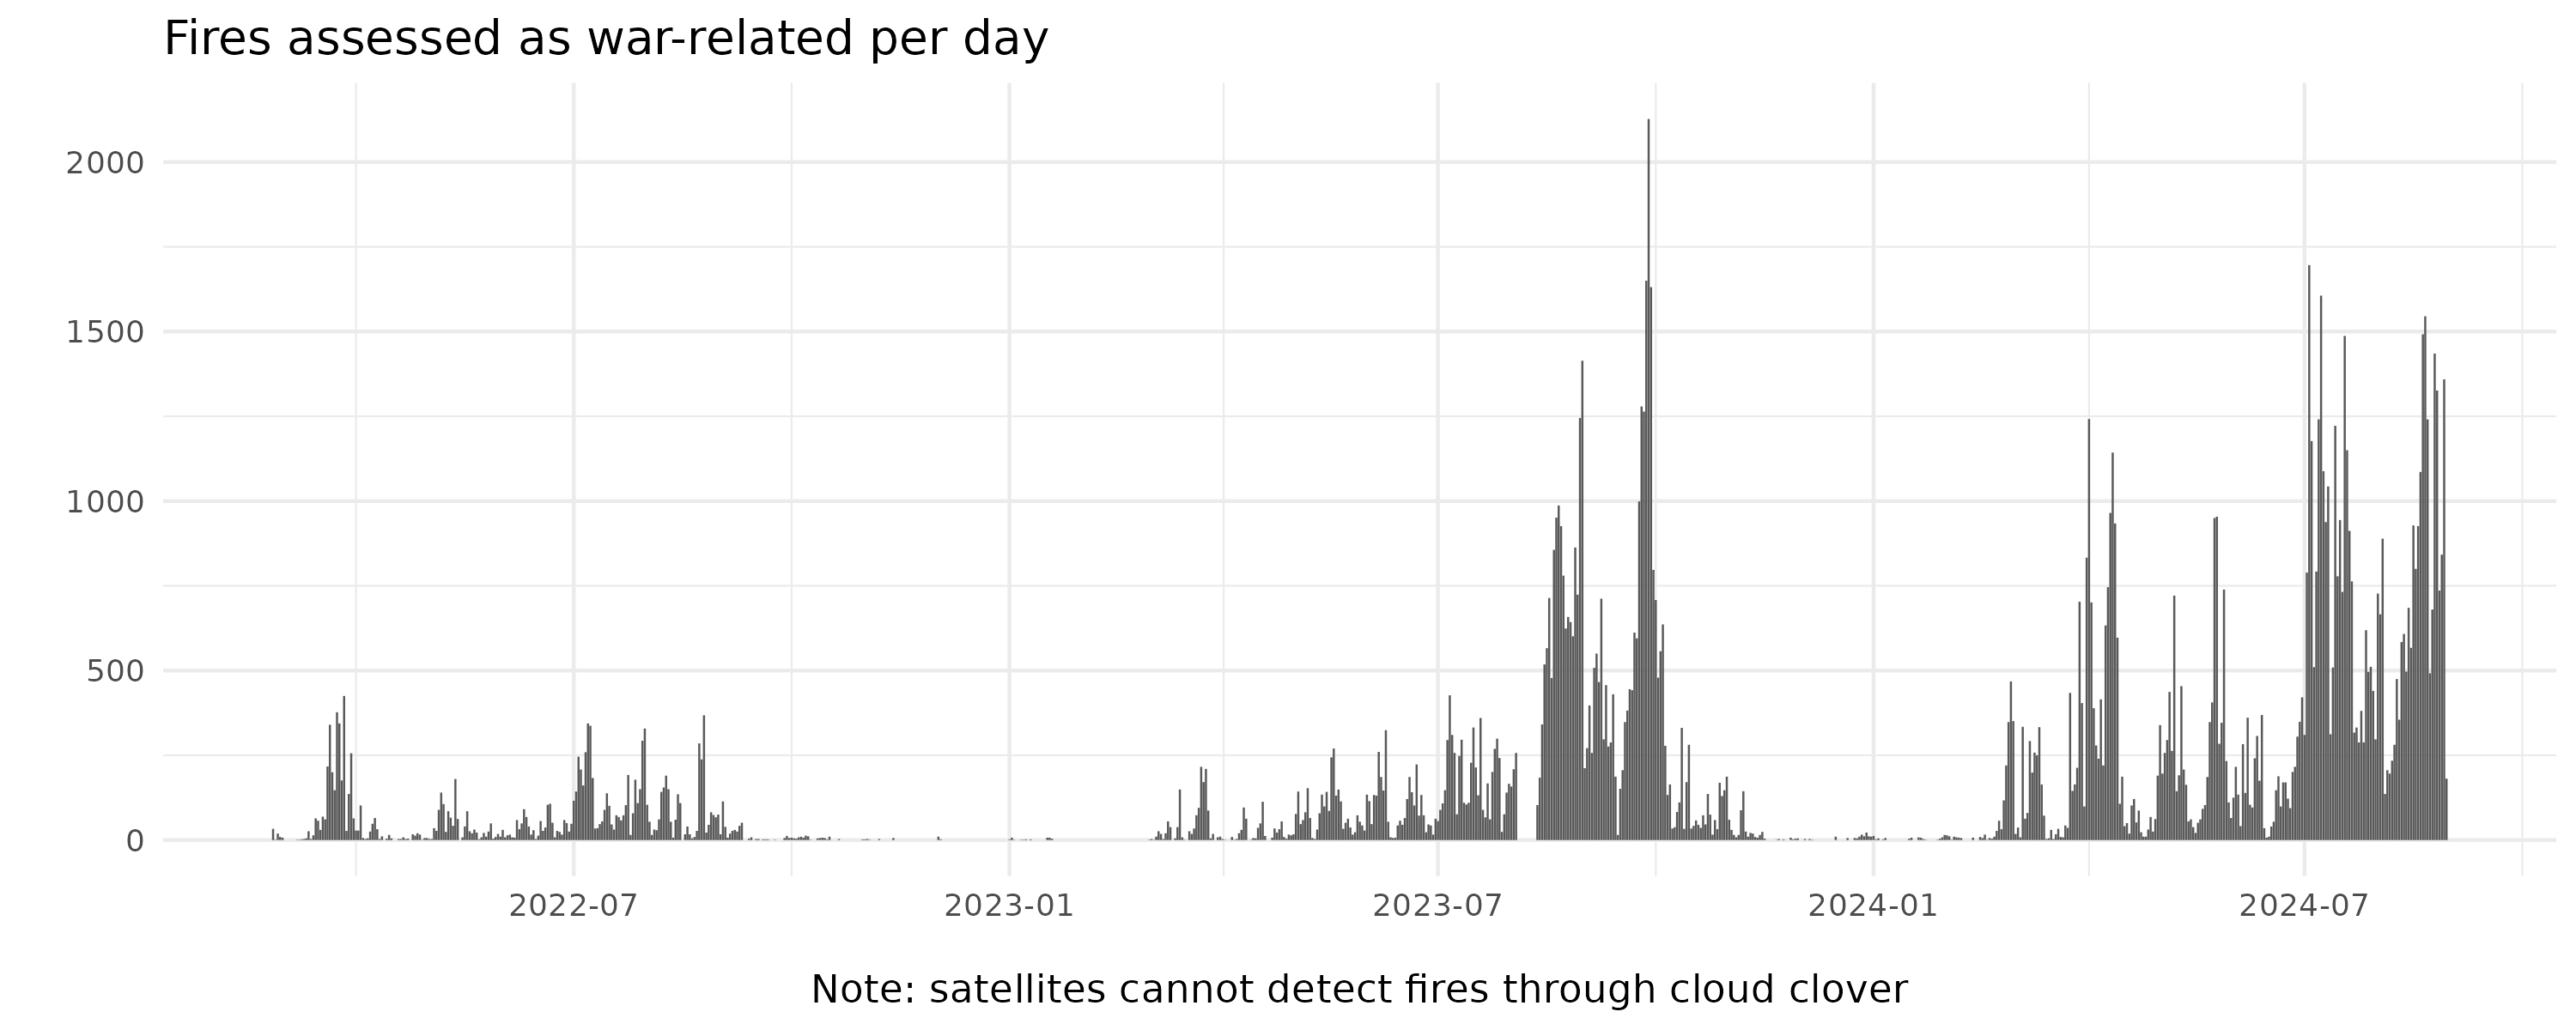 Fires assessed as war-related per day
2000
1500
1000
500
0
2022-07 2023-01 2023-07 2024-01 2024-07
Note: satellites cannot detect fires through cloud clover